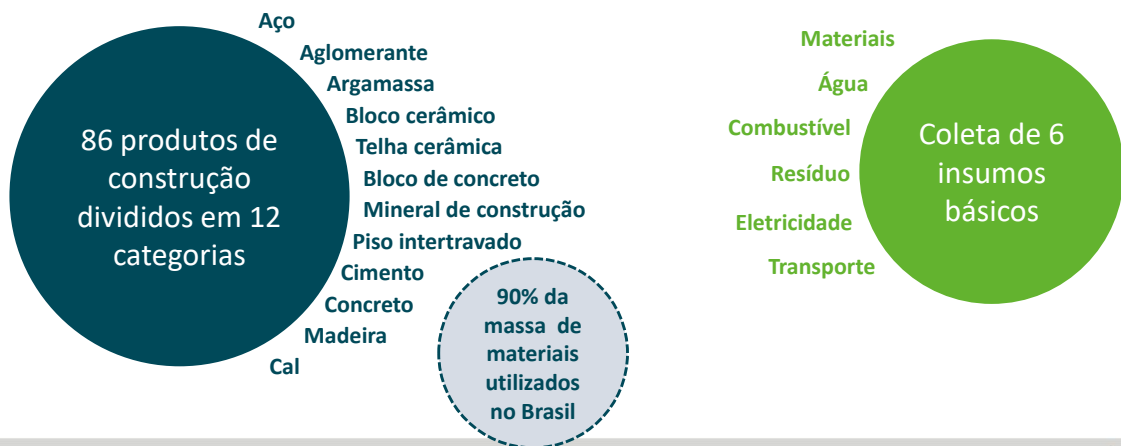 86 produtos de
construção
divididos em 12
categorias
Aço
Aglomerante
Argamassa
Bloco cerâmico
Telha cerâmica
Bloco de concreto
Mineral de construção
Piso intertravado
Cimento
Concreto
Madeira
Cal
90% da
massa de
materiais
utilizados
no Brasil
Materiais
Água
Combustível
Resíduo
Eletricidade
Transporte
Coleta de 6
insumos
básicos